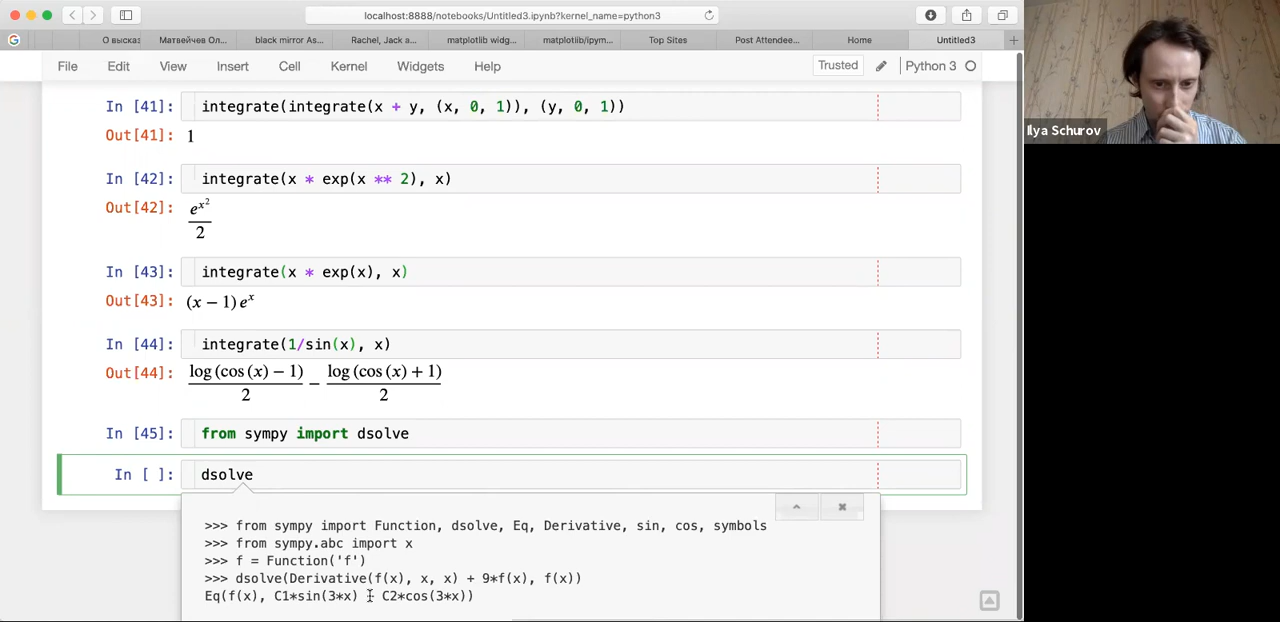 localhost:8888/notebooks/Untitled3.ipynb?kernel_name=python3
О выска
Матвейчев Ол...
black mirror As...
Rachel, Jack a...
matplotlib widg...
matplotlib/ipym...
Top Sites
Post Attendee...
Home
Untitled3
File Edit View Insert Cell Kernel Widgets Help Trusted Python 3
In [41]: integrate(integrate(x + y, (x, 0, 1)), (y, 0, 1))
Out[41]: 1
In [42]: integrate(x * exp(x ** 2), x)
Out[42]: e^{x^2}/2
In [43]: integrate(x * exp(x), x)
Out[43]: (x − 1) e^x
In [44]: integrate(1/sin(x), x)
Out[44]: log (cos (x) − 1)/2 − log (cos (x) + 1)/2
In [45]: from sympy import dsolve
In [ ]: dsolve
>>> from sympy import Function, dsolve, Eq, Derivative, sin, cos, symbols
>>> from sympy.abc import x
>>> f = Function('f')
>>> dsolve(Derivative(f(x), x, x) + 9*f(x), f(x))
Eq(f(x), C1*sin(3*x) + C2*cos(3*x))
Ilya Schurov